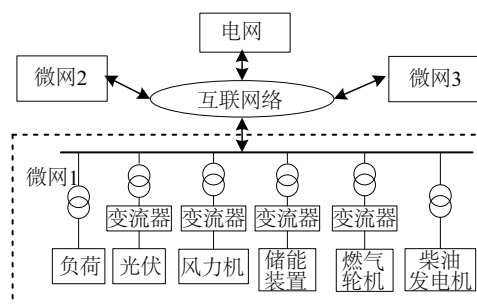 电网
微网2
微网3
互联网络
微网1
变流器
变流器
变流器
变流器
负荷
光伏
风力机
储能
装置
燃气
轮机
柴油
发电机